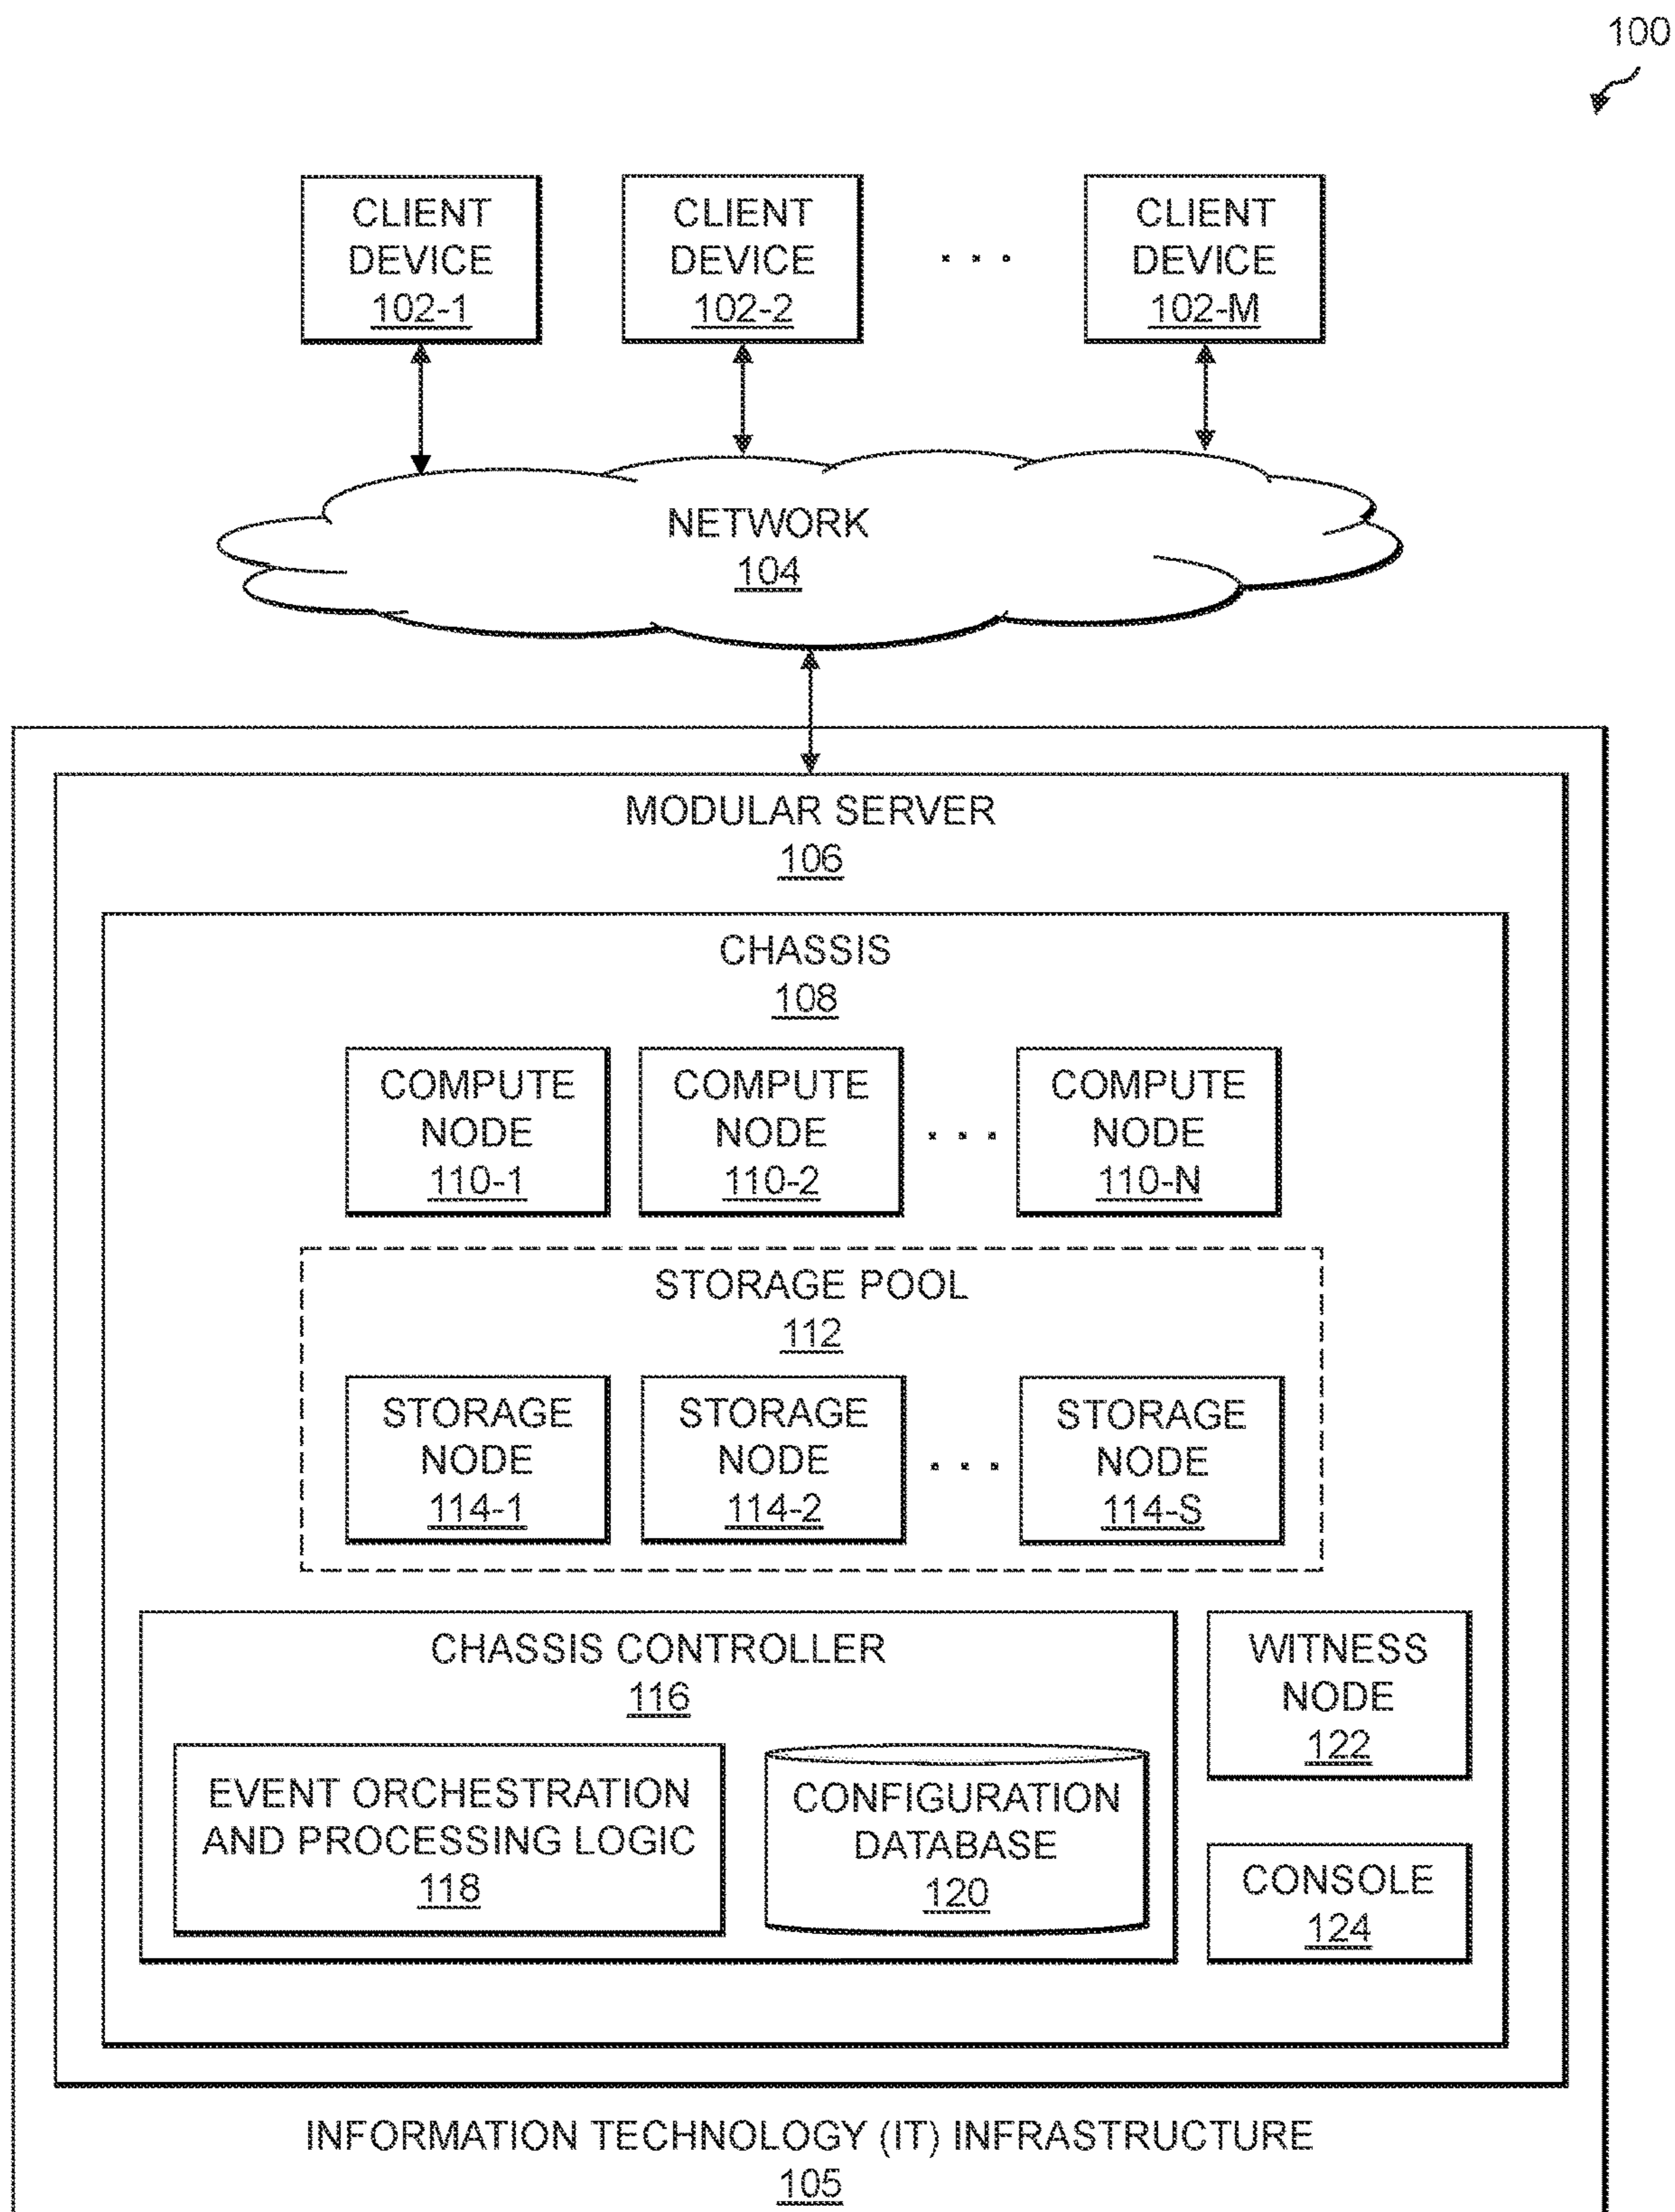 100
CLIENT
DEVICE
102-1
CLIENT
DEVICE
102-2
. . .
CLIENT
DEVICE
102-M
NETWORK
104
MODULAR SERVER
106
CHASSIS
108
COMPUTE
NODE
110-1
COMPUTE
NODE
110-2
. . .
COMPUTE
NODE
110-N
STORAGE POOL
112
STORAGE
NODE
114-1
STORAGE
NODE
114-2
. . .
STORAGE
NODE
114-S
CHASSIS CONTROLLER
116
EVENT ORCHESTRATION
AND PROCESSING LOGIC
118
CONFIGURATION
DATABASE
120
WITNESS
NODE
122
CONSOLE
124
INFORMATION TECHNOLOGY (IT) INFRASTRUCTURE
105